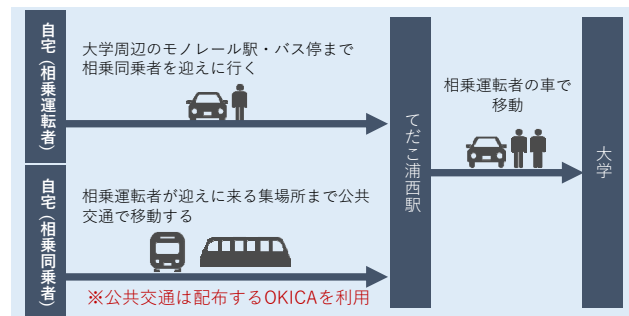 自宅（相乗運転者）
大学周辺のモノレール駅・バス停まで
相乗同乗者を迎えに行く
自宅（相乗同乗者）
相乗運転者が迎えに来る集場所まで公共
交通で移動する
※公共交通は配布するOKICAを利用
てだこ浦西駅
相乗運転者の車で
移動
大学